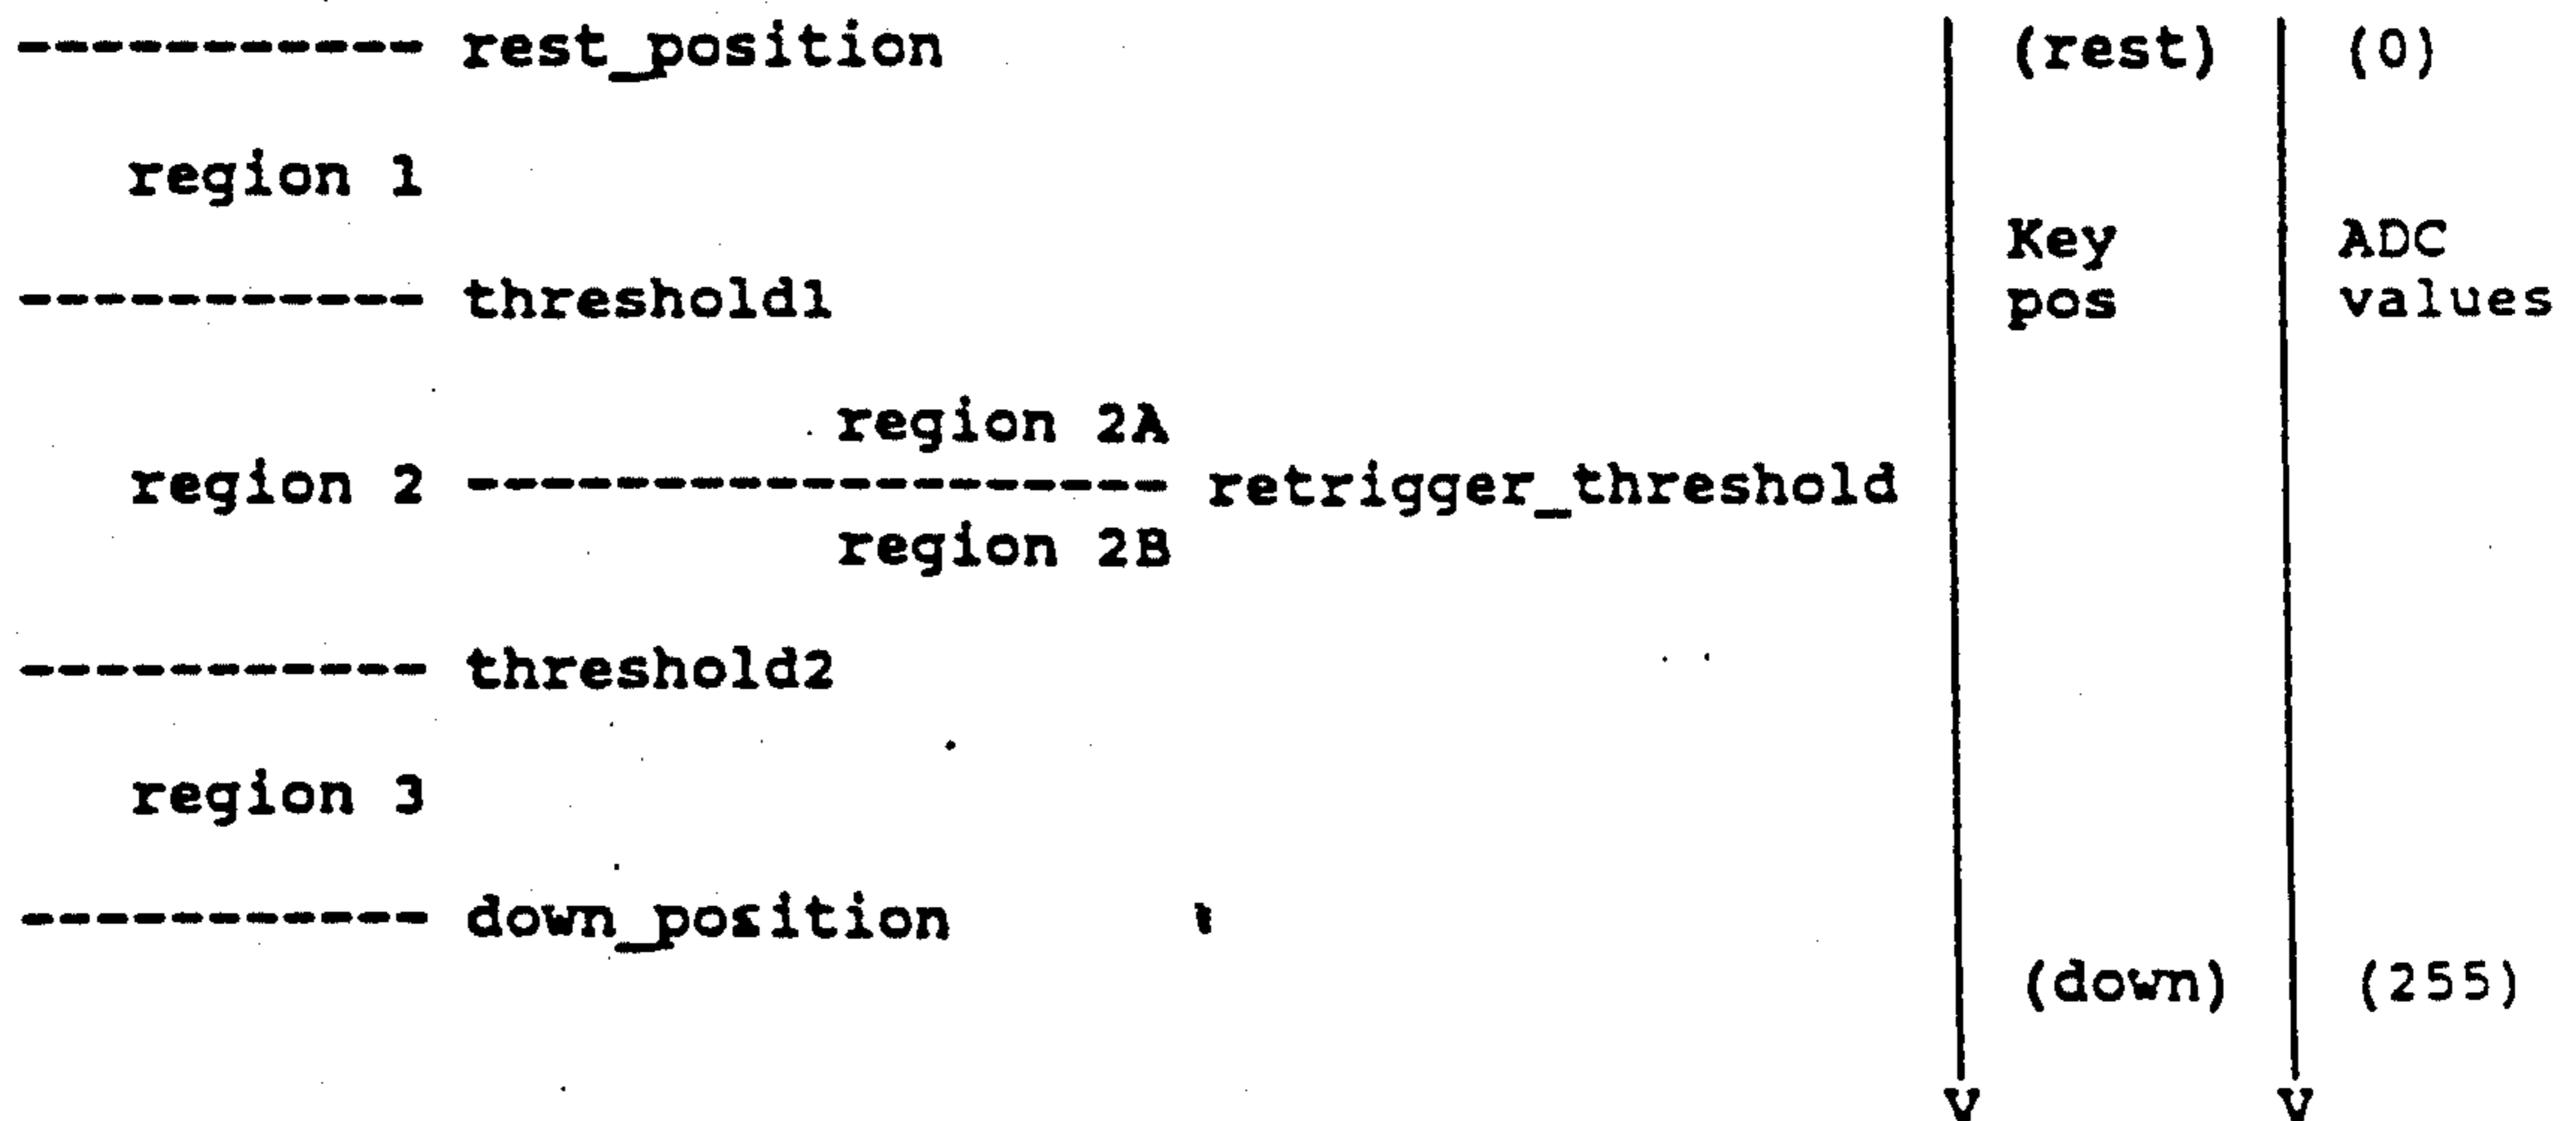 ----------- rest_position (rest) (0)
region 1
Key ADC
----------- threshold1 pos values
region 2A
region 2 ------------------- retrigger_threshold
region 2B
----------- threshold2
region 3
----------- down_position
(down) (255)
v v